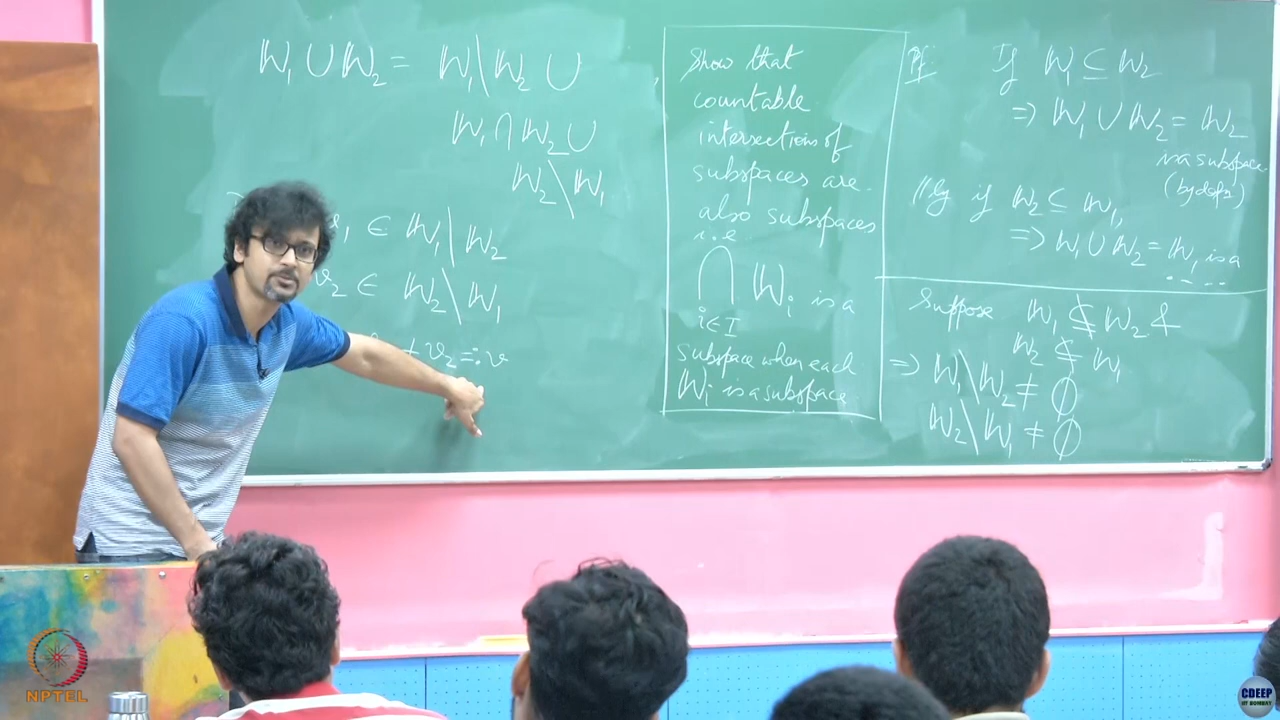 W₁ ∪ W₂ = W₁ \ W₂ ∪
W₁ ∩ W₂ ∪
W₂ \ W₁
₁ ∈ W₁ \ W₂
v₂ ∈ W₂ \ W₁
+ v₂ =: v
Show that
countable
intersections of
subspaces are
also subspaces
i.e
⋂ Wᵢ is a
i∈I
subspace when each
Wᵢ is a subspace
Pf: If W₁ ⊆ W₂
⇒ W₁ ∪ W₂ = W₂
is a subspace
(by defn)
llly if W₂ ⊆ W₁,
⇒ W₁ ∪ W₂ = W₁ is a
.....
Suppose W₁ ⊈ W₂ &
W₂ ⊈ W₁
⇒ W₁ \ W₂ ≠ ∅
W₂ \ W₁ ≠ ∅
NPTEL
CDEEP
IIT BOMBAY